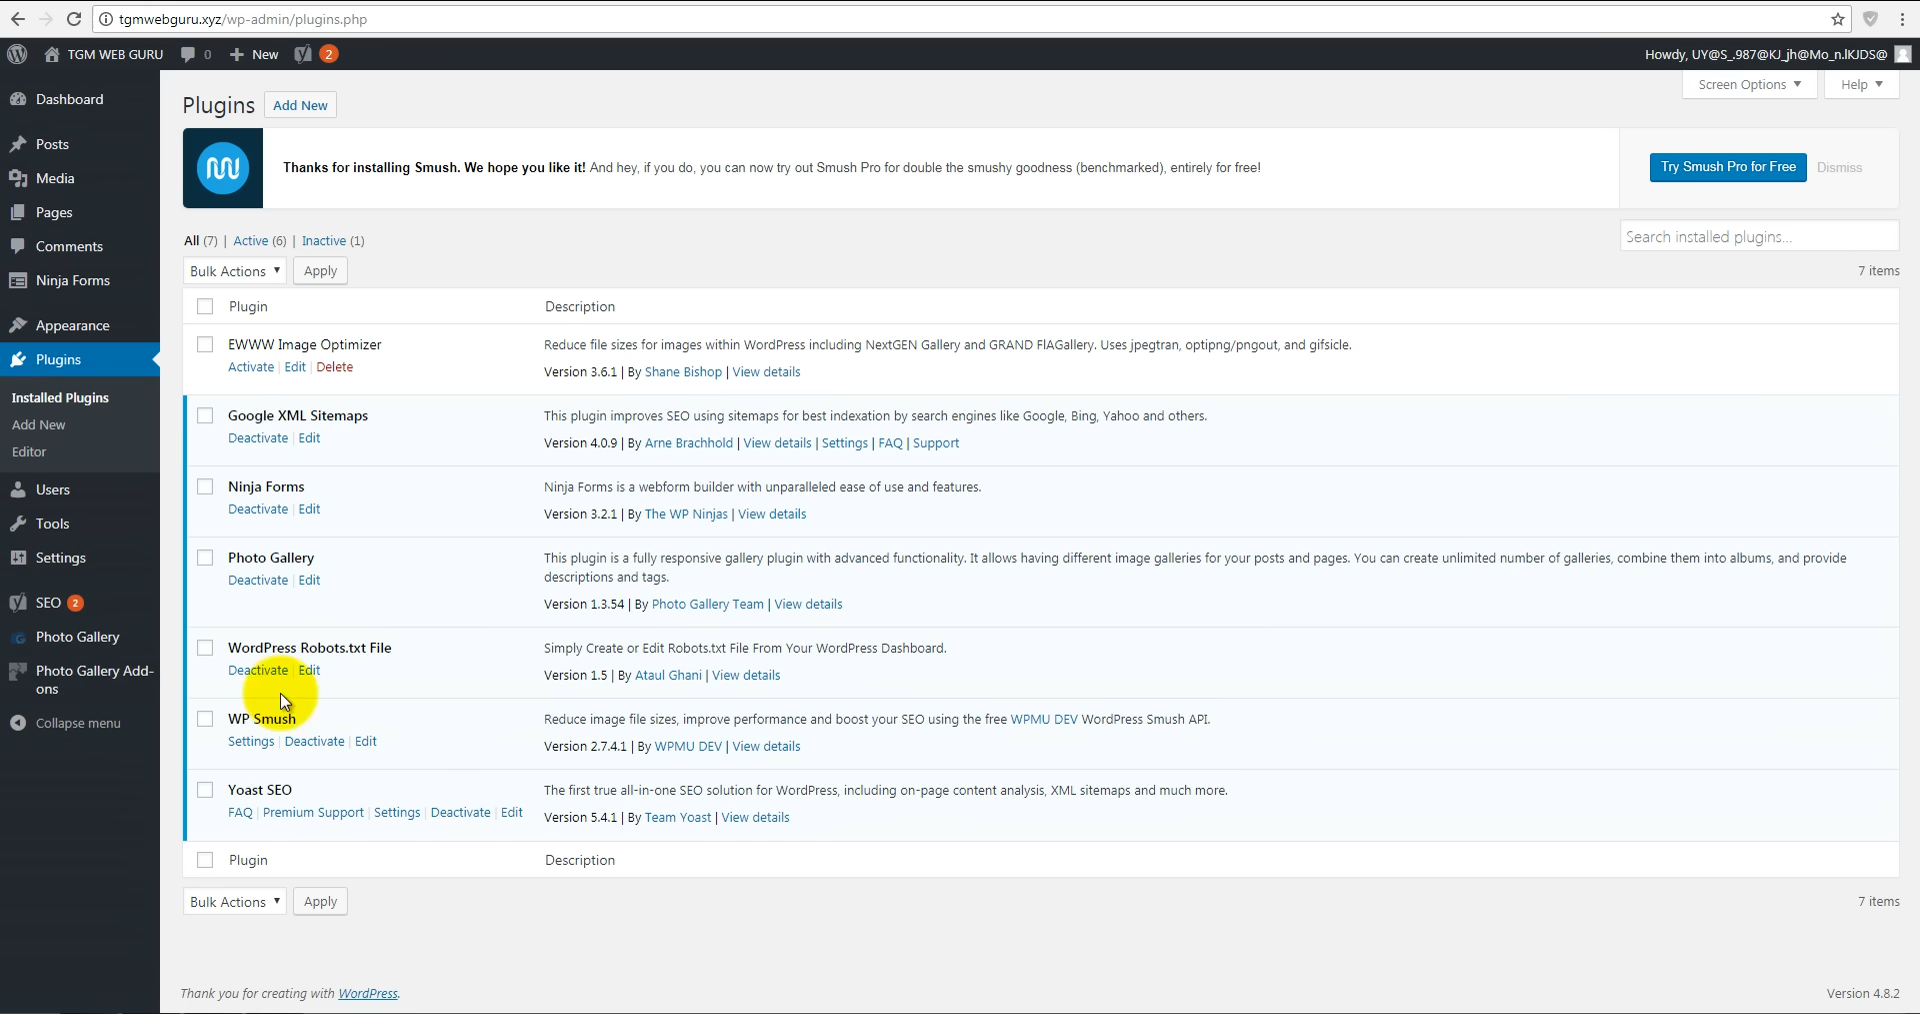 tgmwebguru.xyz/wp-admin/plugins.php
TGM WEB GURU 0 New 2 Howdy, UY@S_.987@KJ_jh@Mo_n.lKJDS@
Screen Options Help
Dashboard
Posts
Media
Pages
Comments
Ninja Forms
Appearance
Plugins
Installed Plugins
Add New
Editor
Users
Tools
Settings
SEO 2
Photo Gallery
Photo Gallery Add-
ons
Collapse menu
Plugins Add New
Thanks for installing Smush. We hope you like it! And hey, if you do, you can now try out Smush Pro for double the smushy goodness (benchmarked), entirely for free! Try Smush Pro for Free Dismiss
All (7) | Active (6) | Inactive (1)
Search installed plugins...
Bulk Actions Apply 7 items
Plugin Description
EWWW Image Optimizer
Activate | Edit | Delete
Reduce file sizes for images within WordPress including NextGEN Gallery and GRAND FlAGallery. Uses jpegtran, optipng/pngout, and gifsicle.
Version 3.6.1 | By Shane Bishop | View details
Google XML Sitemaps
Deactivate | Edit
This plugin improves SEO using sitemaps for best indexation by search engines like Google, Bing, Yahoo and others.
Version 4.0.9 | By Arne Brachhold | View details | Settings | FAQ | Support
Ninja Forms
Deactivate | Edit
Ninja Forms is a webform builder with unparalleled ease of use and features.
Version 3.2.1 | By The WP Ninjas | View details
Photo Gallery
Deactivate | Edit
This plugin is a fully responsive gallery plugin with advanced functionality. It allows having different image galleries for your posts and pages. You can create unlimited number of galleries, combine them into albums, and provide
descriptions and tags.
Version 1.3.54 | By Photo Gallery Team | View details
WordPress Robots.txt File
Deactivate | Edit
Simply Create or Edit Robots.txt File From Your WordPress Dashboard.
Version 1.5 | By Ataul Ghani | View details
WP Smush
Settings | Deactivate | Edit
Reduce image file sizes, improve performance and boost your SEO using the free WPMU DEV WordPress Smush API.
Version 2.7.4.1 | By WPMU DEV | View details
Yoast SEO
FAQ | Premium Support | Settings | Deactivate | Edit
The first true all-in-one SEO solution for WordPress, including on-page content analysis, XML sitemaps and much more.
Version 5.4.1 | By Team Yoast | View details
Plugin Description
Bulk Actions Apply 7 items
Thank you for creating with WordPress. Version 4.8.2